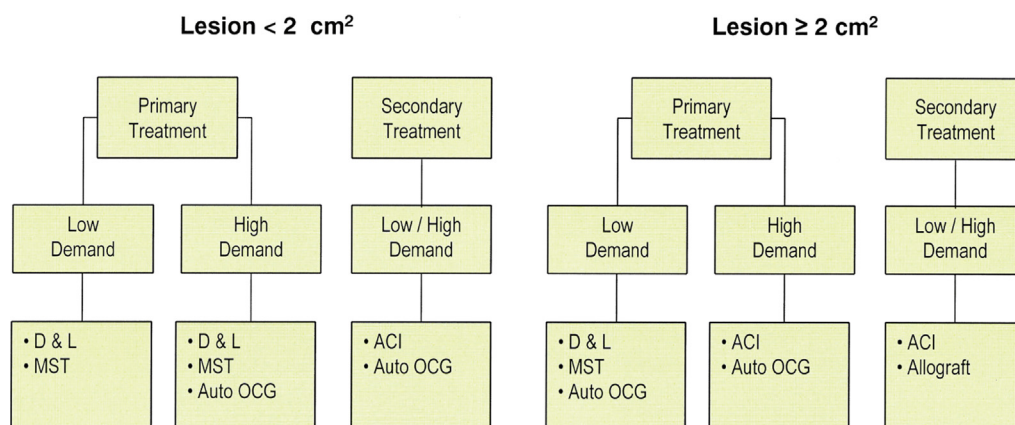 Lesion < 2 cm²
Primary
Treatment
Secondary
Treatment
Low
Demand
High
Demand
Low / High
Demand
• D & L
• MST
• D & L
• MST
• Auto OCG
• ACI
• Auto OCG
Lesion ≥ 2 cm²
Primary
Treatment
Secondary
Treatment
Low
Demand
High
Demand
Low / High
Demand
• D & L
• MST
• Auto OCG
• ACI
• Auto OCG
• ACI
• Allograft